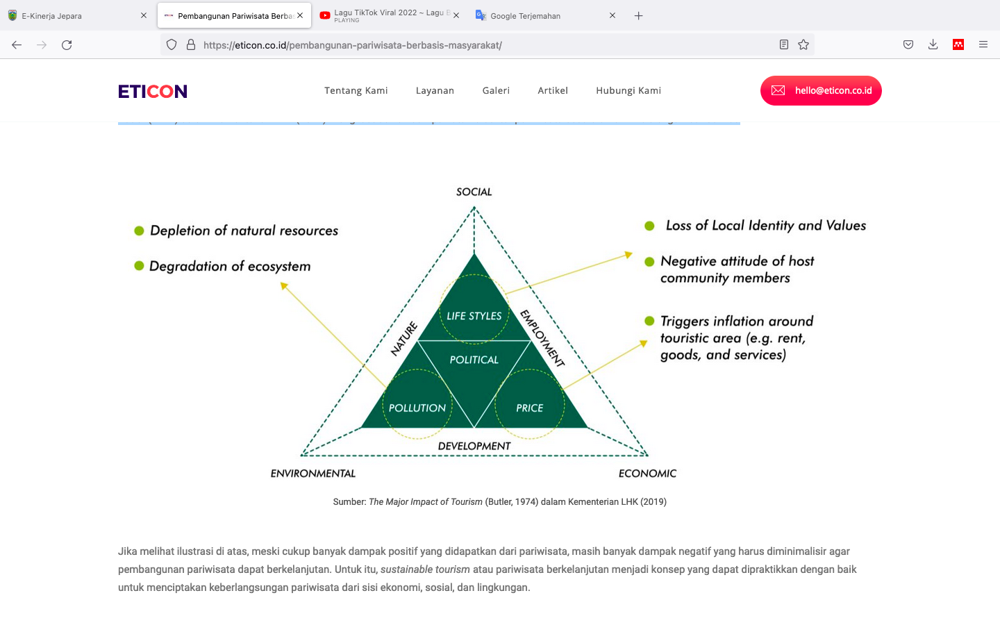 E-Kinerja Jepara
Pembangunan Pariwisata Berbas
Lagu TikTok Viral 2022 ~ Lagu B
PLAYING
Google Terjemahan
https://eticon.co.id/pembangunan-pariwisata-berbasis-masyarakat/
ETICON
Tentang Kami
Layanan
Galeri
Artikel
Hubungi Kami
hello@eticon.co.id
SOCIAL
Depletion of natural resources
Degradation of ecosystem
Loss of Local Identity and Values
Negative attitude of host
community members
Triggers inflation around
touristic area (e.g. rent,
goods, and services)
NATURE
EMPLOYMENT
LIFE STYLES
POLITICAL
POLLUTION
PRICE
DEVELOPMENT
ENVIRONMENTAL
ECONOMIC
Sumber: The Major Impact of Tourism (Butler, 1974) dalam Kementerian LHK (2019)
Jika melihat ilustrasi di atas, meski cukup banyak dampak positif yang didapatkan dari pariwisata, masih banyak dampak negatif yang harus diminimalisir agar
pembangunan pariwisata dapat berkelanjutan. Untuk itu, sustainable tourism atau pariwisata berkelanjutan menjadi konsep yang dapat dipraktikkan dengan baik
untuk menciptakan keberlangsungan pariwisata dari sisi ekonomi, sosial, dan lingkungan.